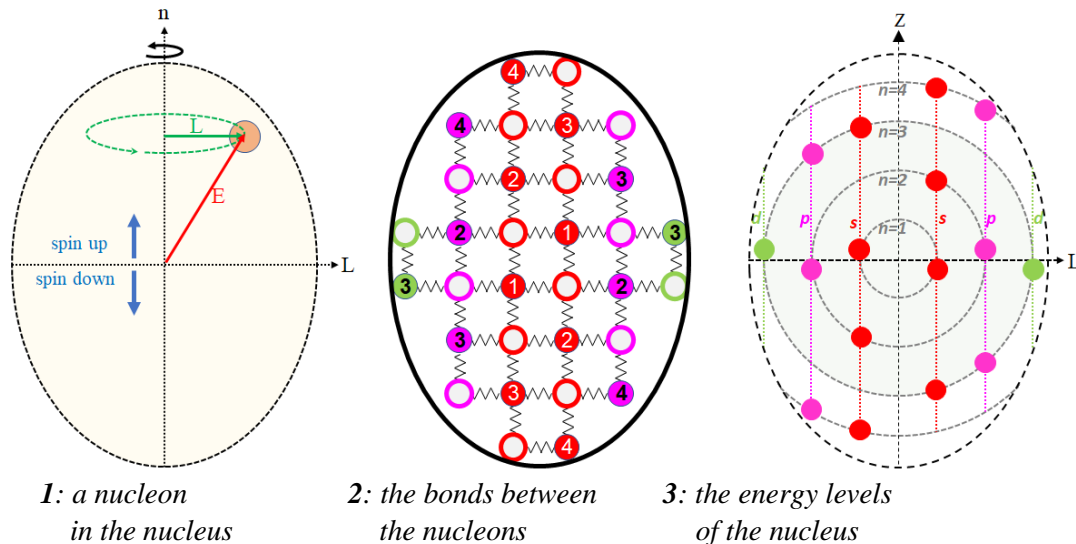 n
L
E
spin up
spin down
L
4
4 3
2 3
2 1 3
3 1 2
3 2
3 4
4
Z
n=4
n=3
n=2
n=1
d p s s p d
L
1: a nucleon
in the nucleus
2: the bonds between
the nucleons
3: the energy levels
of the nucleus